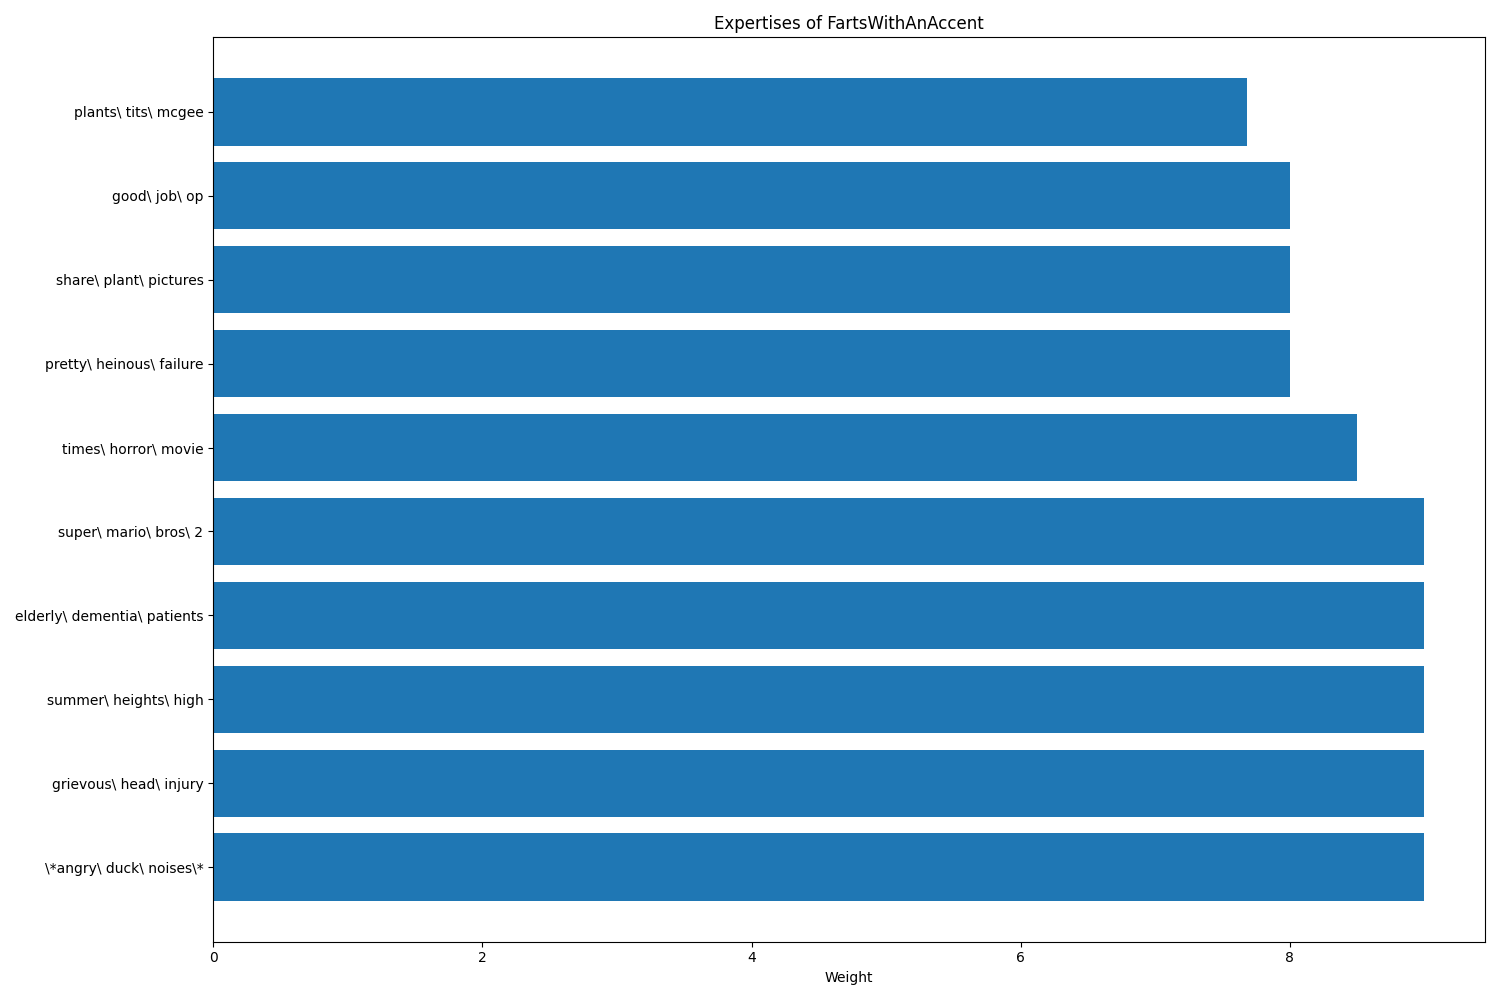 Expertises of FartsWithAnAccent
plants\ tits\ mcgee
good\ job\ op
share\ plant\ pictures
pretty\ heinous\ failure
times\ horror\ movie
super\ mario\ bros\ 2
elderly\ dementia\ patients
summer\ heights\ high
grievous\ head\ injury
\*angry\ duck\ noises\*
0 2 4 6 8
Weight